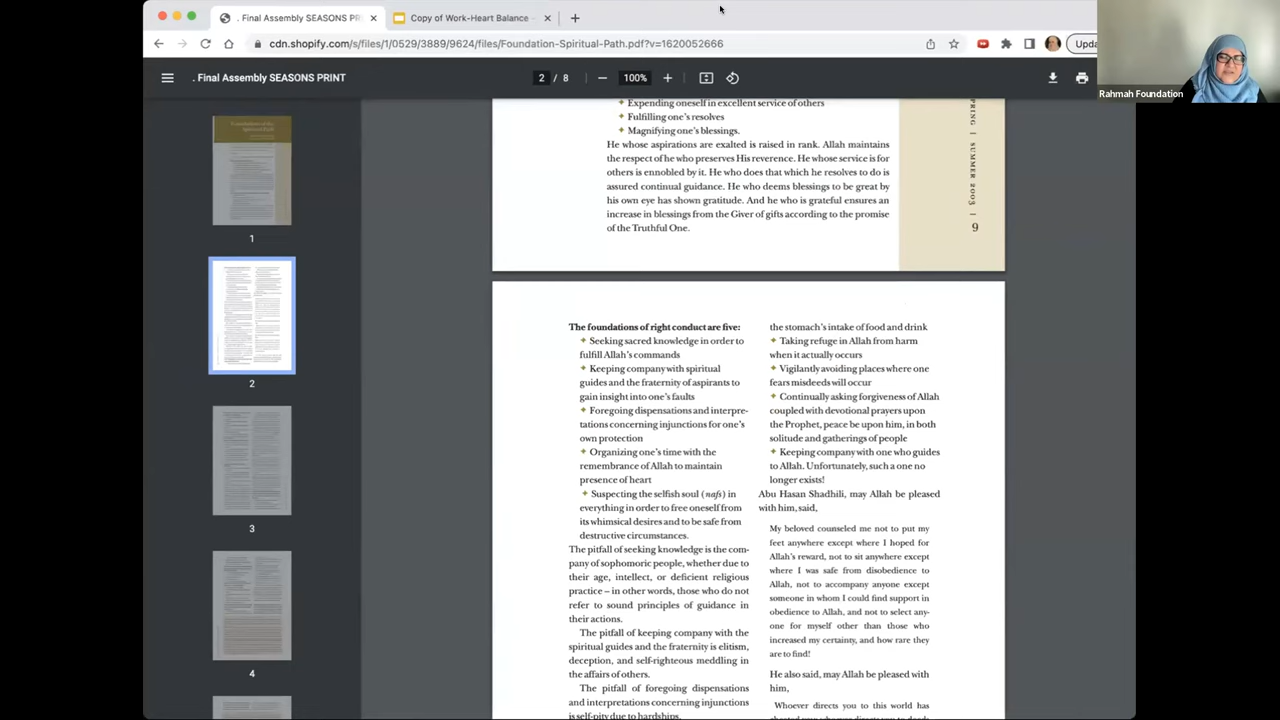 . Final Assembly SEASONS PRI
Copy of Work-Heart Balance
cdn.shopify.com/s/files/1/0529/3889/9624/files/Foundation-Spiritual-Path.pdf?v=1620052666
Upda
Rahmah Foundation
. Final Assembly SEASONS PRINT
2 / 8
100%
1
2
3
4
✦ Expending oneself in excellent service of others
✦ Fulfilling one's resolves
✦ Magnifying one's blessings.
He whose aspirations are exalted is raised in rank. Allah maintains
the respect of he who preserves His reverence. He whose service is for
others is ennobled by it. He who does that which he resolves to do is
assured continual guidance. He who deems blessings to be great by
his own eye has shown gratitude. And he who is grateful ensures an
increase in blessings from the Giver of gifts according to the promise
of the Truthful One.
PRING | SUMMER 2003 |
9
The foundations of right conduct are five:
✦ Seeking sacred knowledge in order to
fulfill Allah's commands
✦ Keeping company with spiritual
guides and the fraternity of aspirants to
gain insight into one's faults
✦ Foregoing dispensations and interpre-
tations concerning injunctions for one's
own protection
✦ Organizing one's time with the
remembrance of Allah to maintain
presence of heart
✦ Suspecting the selfish soul (nafs) in
everything in order to free oneself from
its whimsical desires and to be safe from
destructive circumstances.
The pitfall of seeking knowledge is the com-
pany of sophomoric people, whether due to
their age, intellect, or deficient religious
practice – in other words, those who do not
refer to sound principles of guidance in
their actions.
The pitfall of keeping company with the
spiritual guides and the fraternity is elitism,
deception, and self-righteous meddling in
the affairs of others.
The pitfall of foregoing dispensations
and interpretations concerning injunctions
is self-pity due to hardships.
the stomach's intake of food and drink
✦ Taking refuge in Allah from harm
when it actually occurs
✦ Vigilantly avoiding places where one
fears misdeeds will occur
✦ Continually asking forgiveness of Allah
coupled with devotional prayers upon
the Prophet, peace be upon him, in both
solitude and gatherings of people
✦ Keeping company with one who guides
to Allah. Unfortunately, such a one no
longer exists!
Abu Hasan Shadhili, may Allah be pleased
with him, said,
My beloved counseled me not to put my
feet anywhere except where I hoped for
Allah's reward, not to sit anywhere except
where I was safe from disobedience to
Allah, not to accompany anyone except
someone in whom I could find support in
obedience to Allah, and not to select any-
one for myself other than those who
increased my certainty, and how rare they
are to find!
He also said, may Allah be pleased with
him,
Whoever directs you to this world has